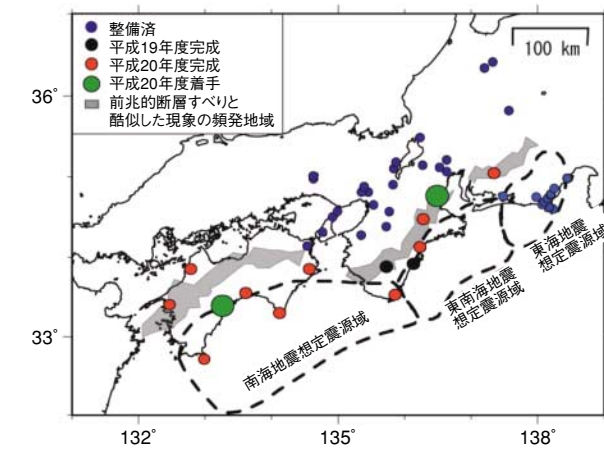 整備済
平成19年度完成
平成20年度完成
平成20年度着手
前兆的断層すべりと
酷似した現象の頻発地域
100 km
36°
33°
東海地震
想定震源域
東南海地震
想定震源域
南海地震想定震源域
132°
135°
138°